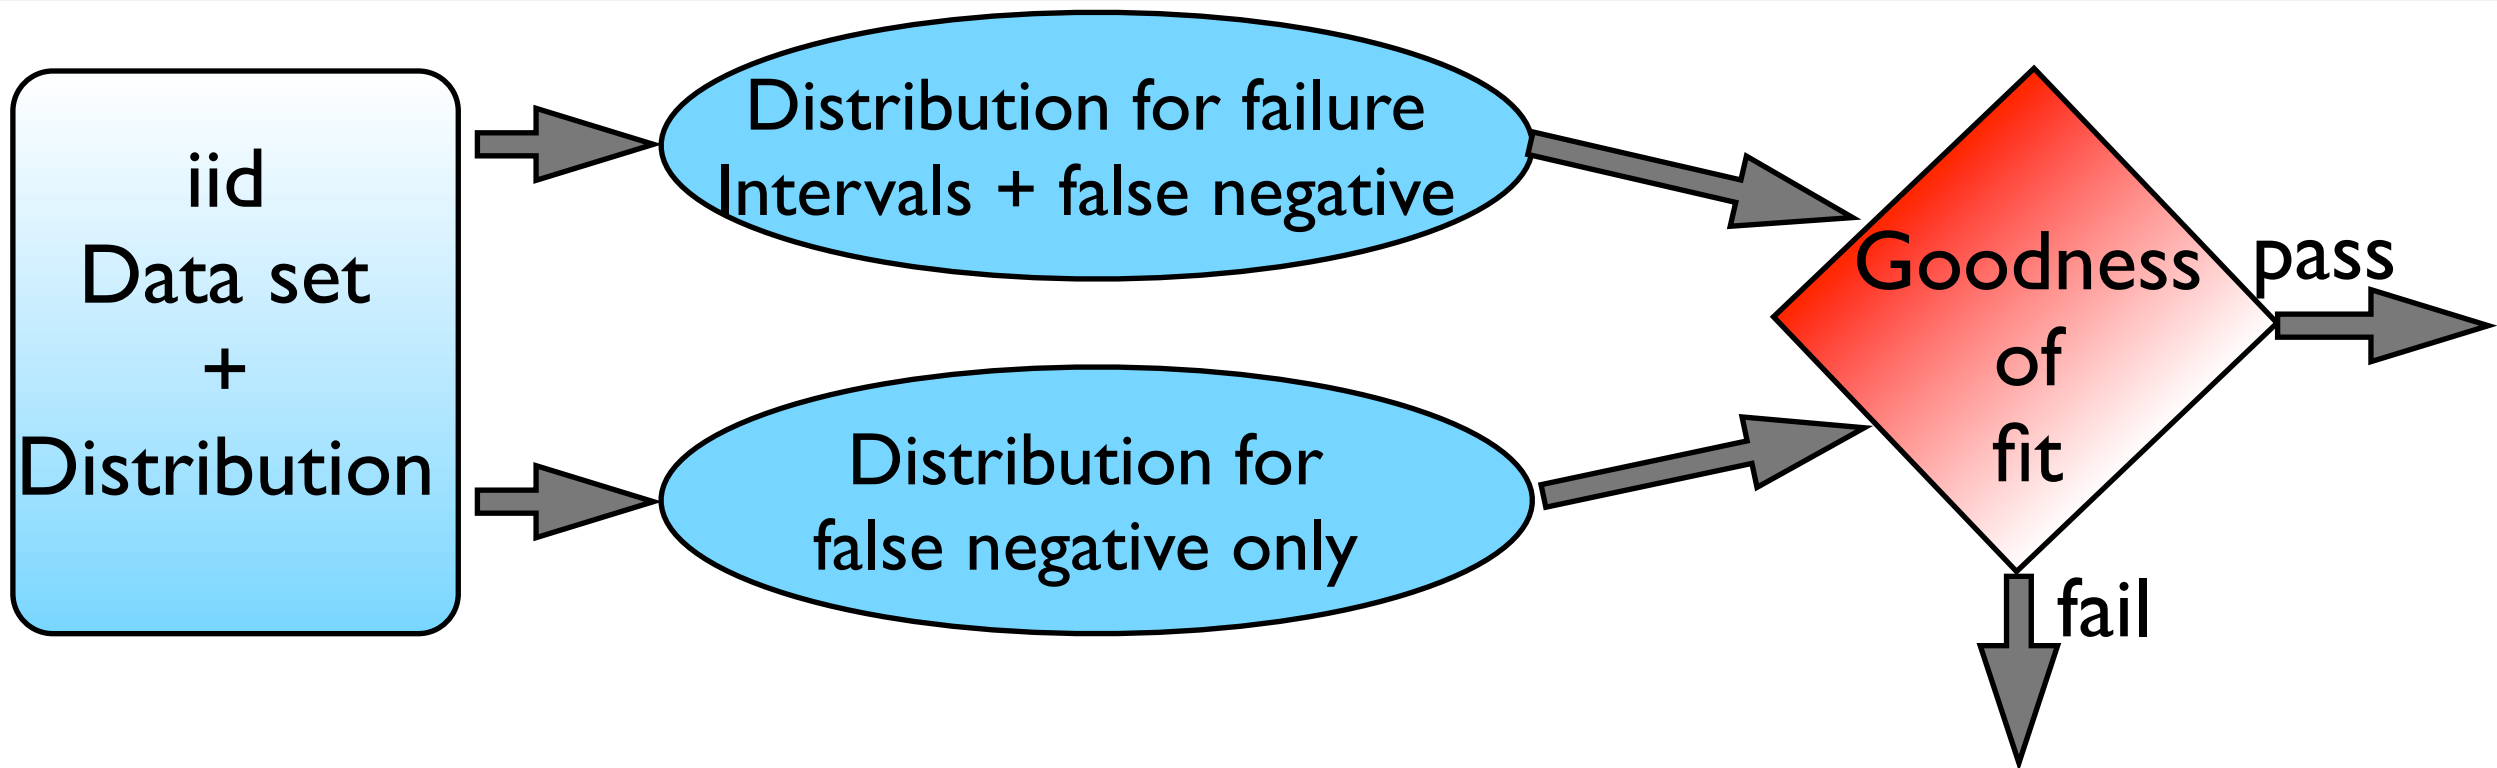 iid
Data set
+
Distribution
Distribution for failure
Intervals + false negative
Distribution for
false negative only
Goodness
of
fit
pass
fail